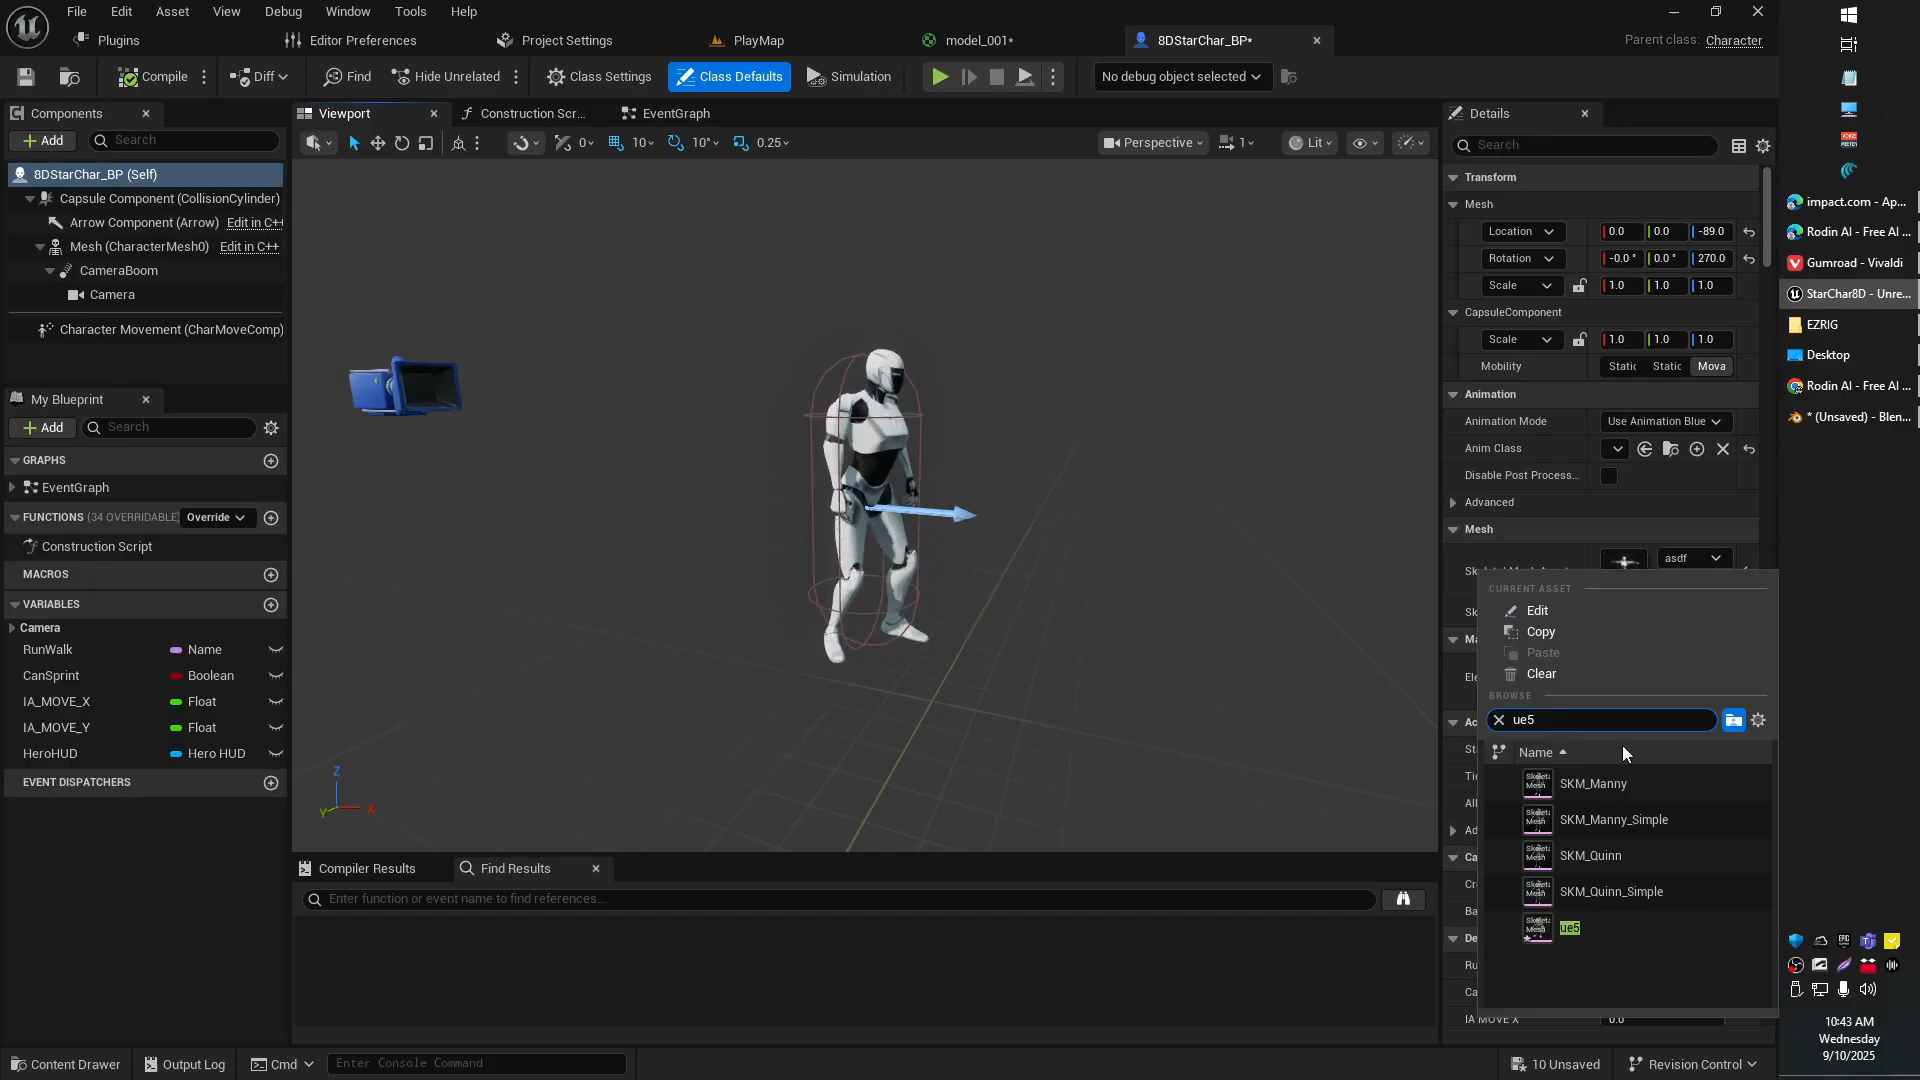 File Edit Asset View Debug Window Tools Help
Plugins
Editor Preferences
Project Settings
PlayMap
model_001*
8DStarChar_BP*
Parent class: Character
Compile
Diff
Find
Hide Unrelated
Class Settings
Class Defaults
Simulation
No debug object selected
Components
Add
Search
8DStarChar_BP (Self)
Capsule Component (CollisionCylinder)
Arrow Component (Arrow) Edit in C++
Mesh (CharacterMesh0) Edit in C++
CameraBoom
Camera
Character Movement (CharMoveComp)
My Blueprint
Add
Search
GRAPHS
EventGraph
FUNCTIONS (34 OVERRIDABLE) Override
Construction Script
MACROS
VARIABLES
Camera
RunWalk Name
CanSprint Boolean
IA_MOVE_X Float
IA_MOVE_Y Float
HeroHUD Hero HUD
EVENT DISPATCHERS
Viewport
Construction Scr...
EventGraph
0
10
10°
0.25
Perspective
1
Lit
Z
Y X
Compiler Results
Find Results
Enter function or event name to find references...
Details
Search
Transform
Mesh
Location 0.0 0.0 -89.0
Rotation -0.0 ° 0.0 ° 270.0
Scale 1.0 1.0 1.0
CapsuleComponent
Scale 1.0 1.0 1.0
Mobility Static Static Mova
Animation
Animation Mode Use Animation Blue
Anim Class
Disable Post Process...
Advanced
Mesh
asdf
CURRENT ASSET
Edit
Copy
Paste
Clear
BROWSE
ue5
Name
SKM_Manny
SKM_Manny_Simple
SKM_Quinn
SKM_Quinn_Simple
ue5
IA MOVE X 0.0
Content Drawer
Output Log
Cmd
Enter Console Command
10 Unsaved
Revision Control
impact.com - Ap...
Rodin AI - Free AI ...
Gumroad - Vivaldi
StarChar8D - Unre...
EZRIG
Desktop
Rodin AI - Free AI ...
* (Unsaved) - Blen...
10:43 AM
Wednesday
9/10/2025